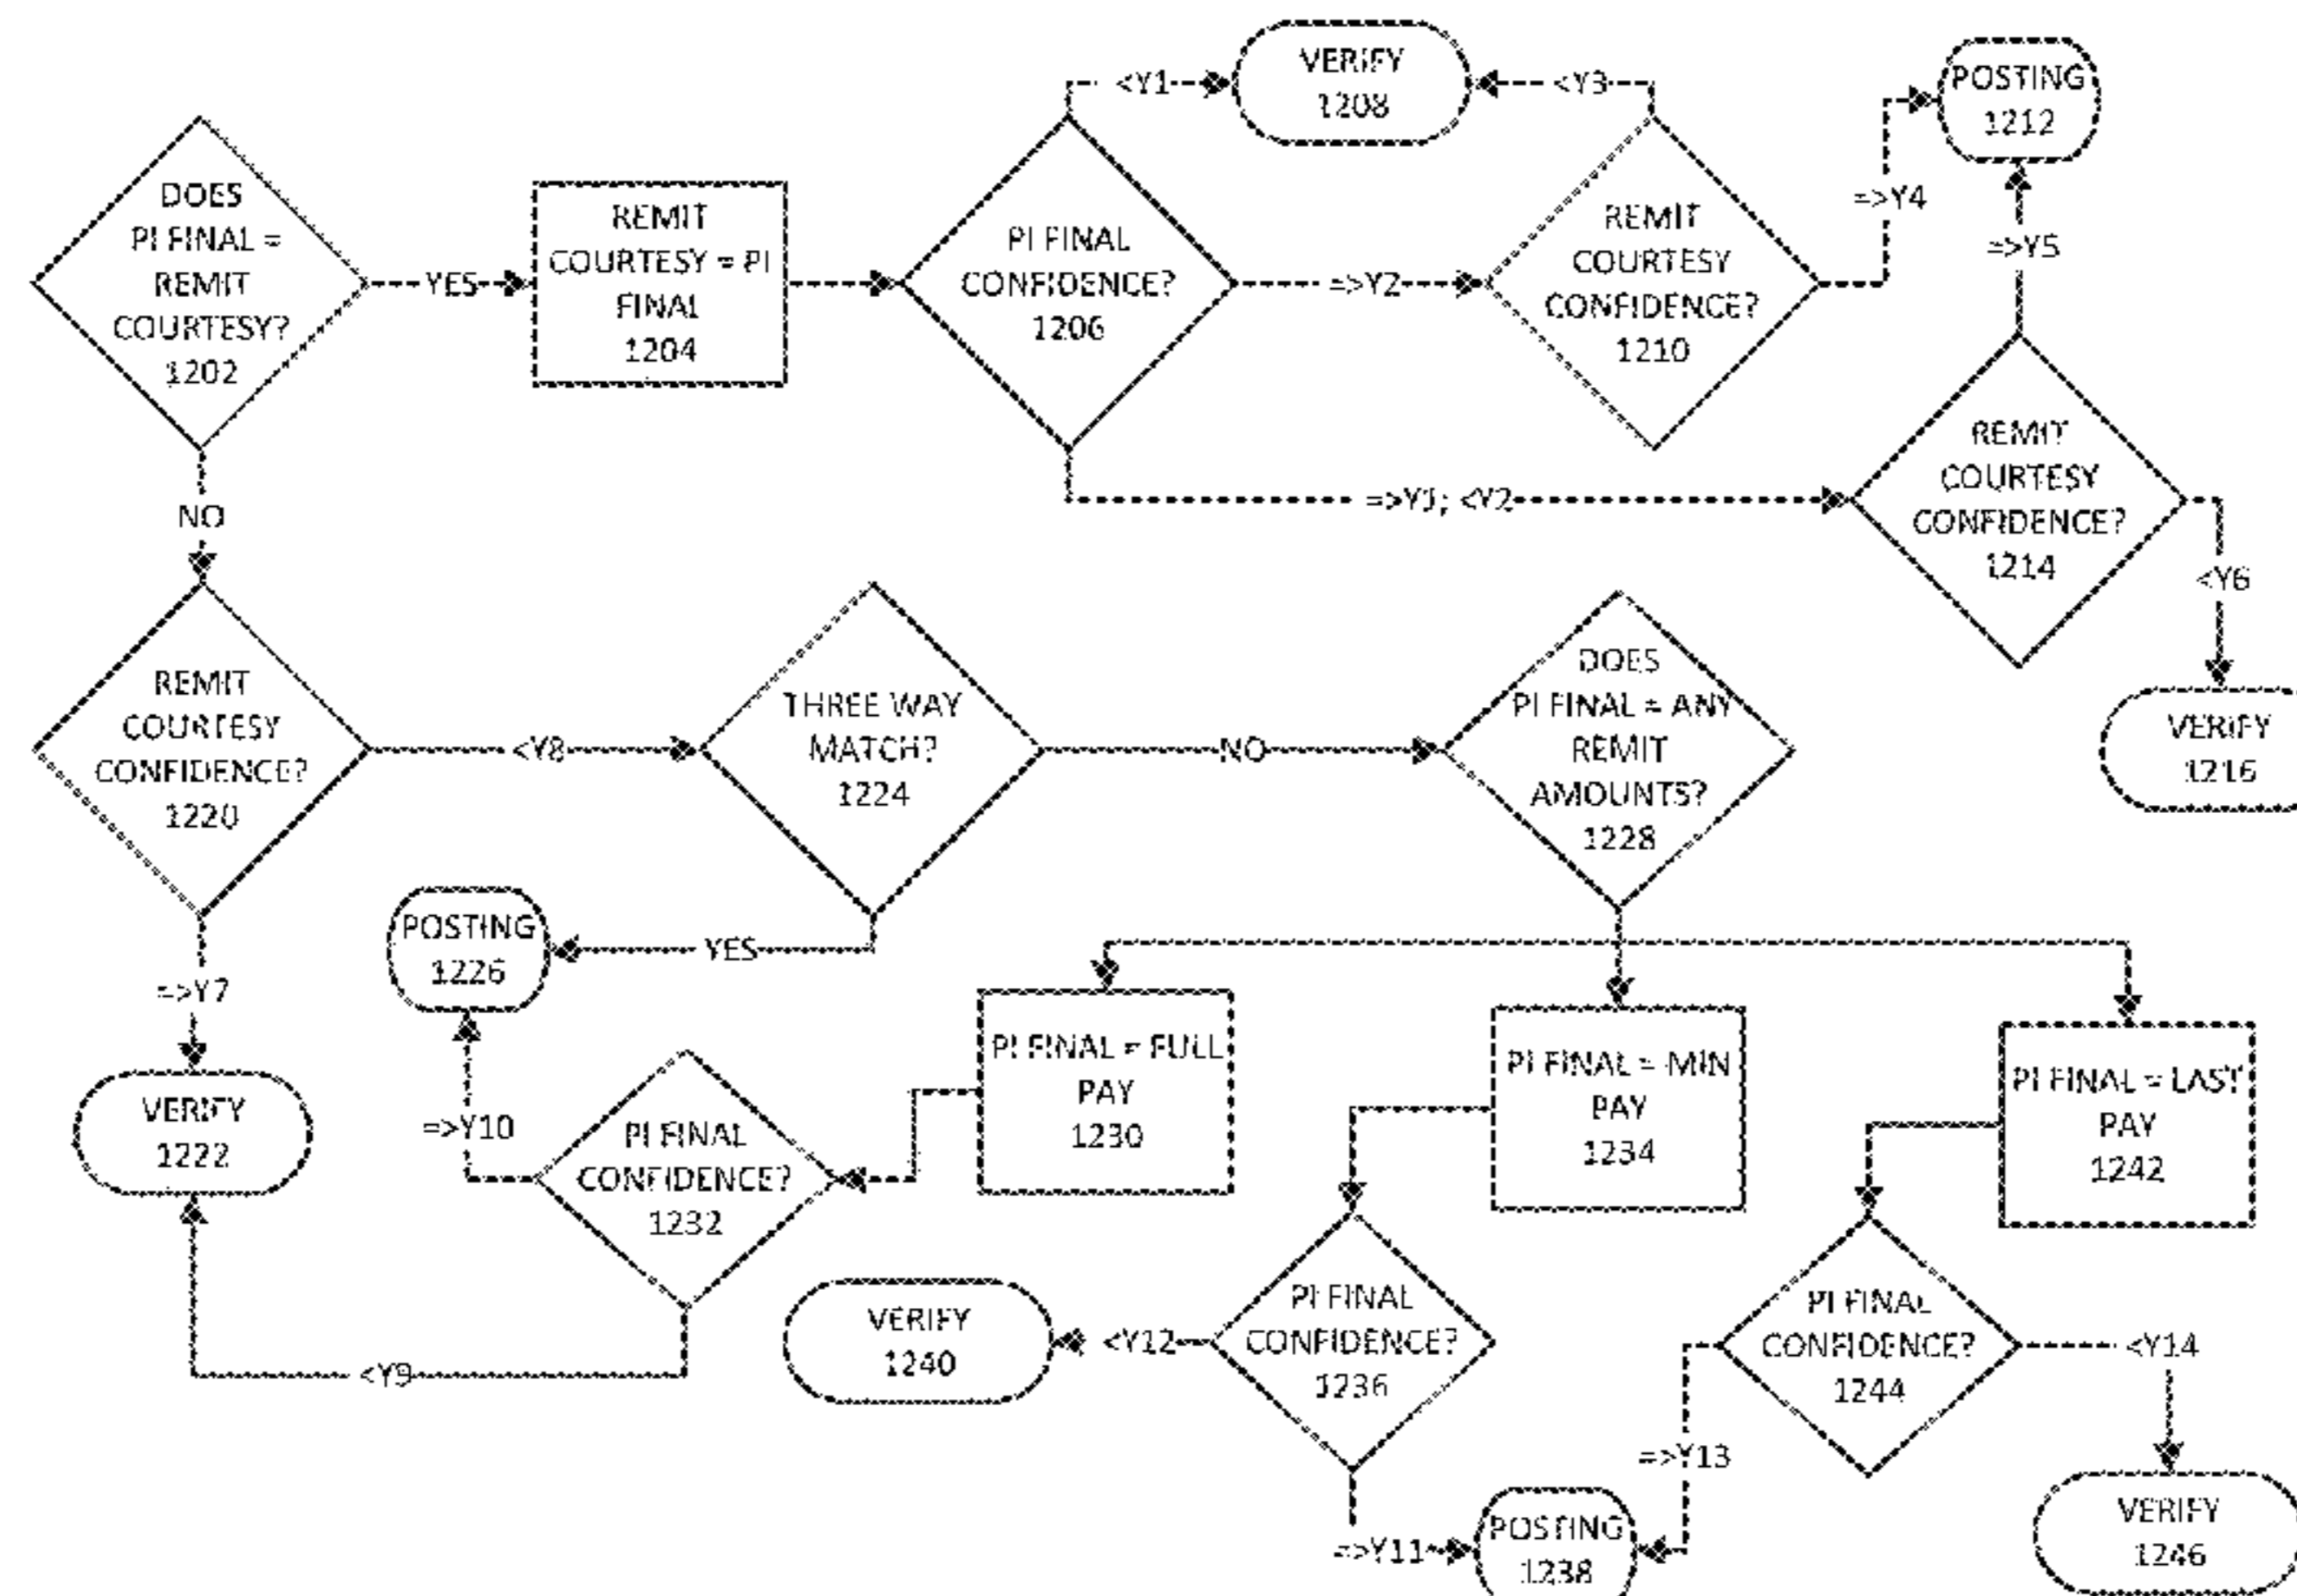 DOES
PI FINAL =
REMIT
COURTESY?
1202
YES
REMIT
COURTESY = PI
FINAL
1204
PI FINAL
CONFIDENCE?
1206
<Y1
VERIFY
1208
<Y3
=>Y2
REMIT
COURTESY
CONFIDENCE?
1210
=>Y4
POSTING
1212
=>Y5
=>Y1; <Y2
REMIT
COURTESY
CONFIDENCE?
1214
<Y6
VERIFY
1216
NO
REMIT
COURTESY
CONFIDENCE?
1220
<Y8
THREE WAY
MATCH?
1224
NO
DOES
PI FINAL = ANY
REMIT
AMOUNTS?
1228
=>Y7
VERIFY
1222
YES
POSTING
1226
=>Y10
PI FINAL
CONFIDENCE?
1232
<Y9
PI FINAL = FULL
PAY
1230
PI FINAL = MIN
PAY
1234
PI FINAL = LAST
PAY
1242
VERIFY
1240
<Y12
PI FINAL
CONFIDENCE?
1236
=>Y11
POSTING
1238
=>Y13
PI FINAL
CONFIDENCE?
1244
<Y14
VERIFY
1246